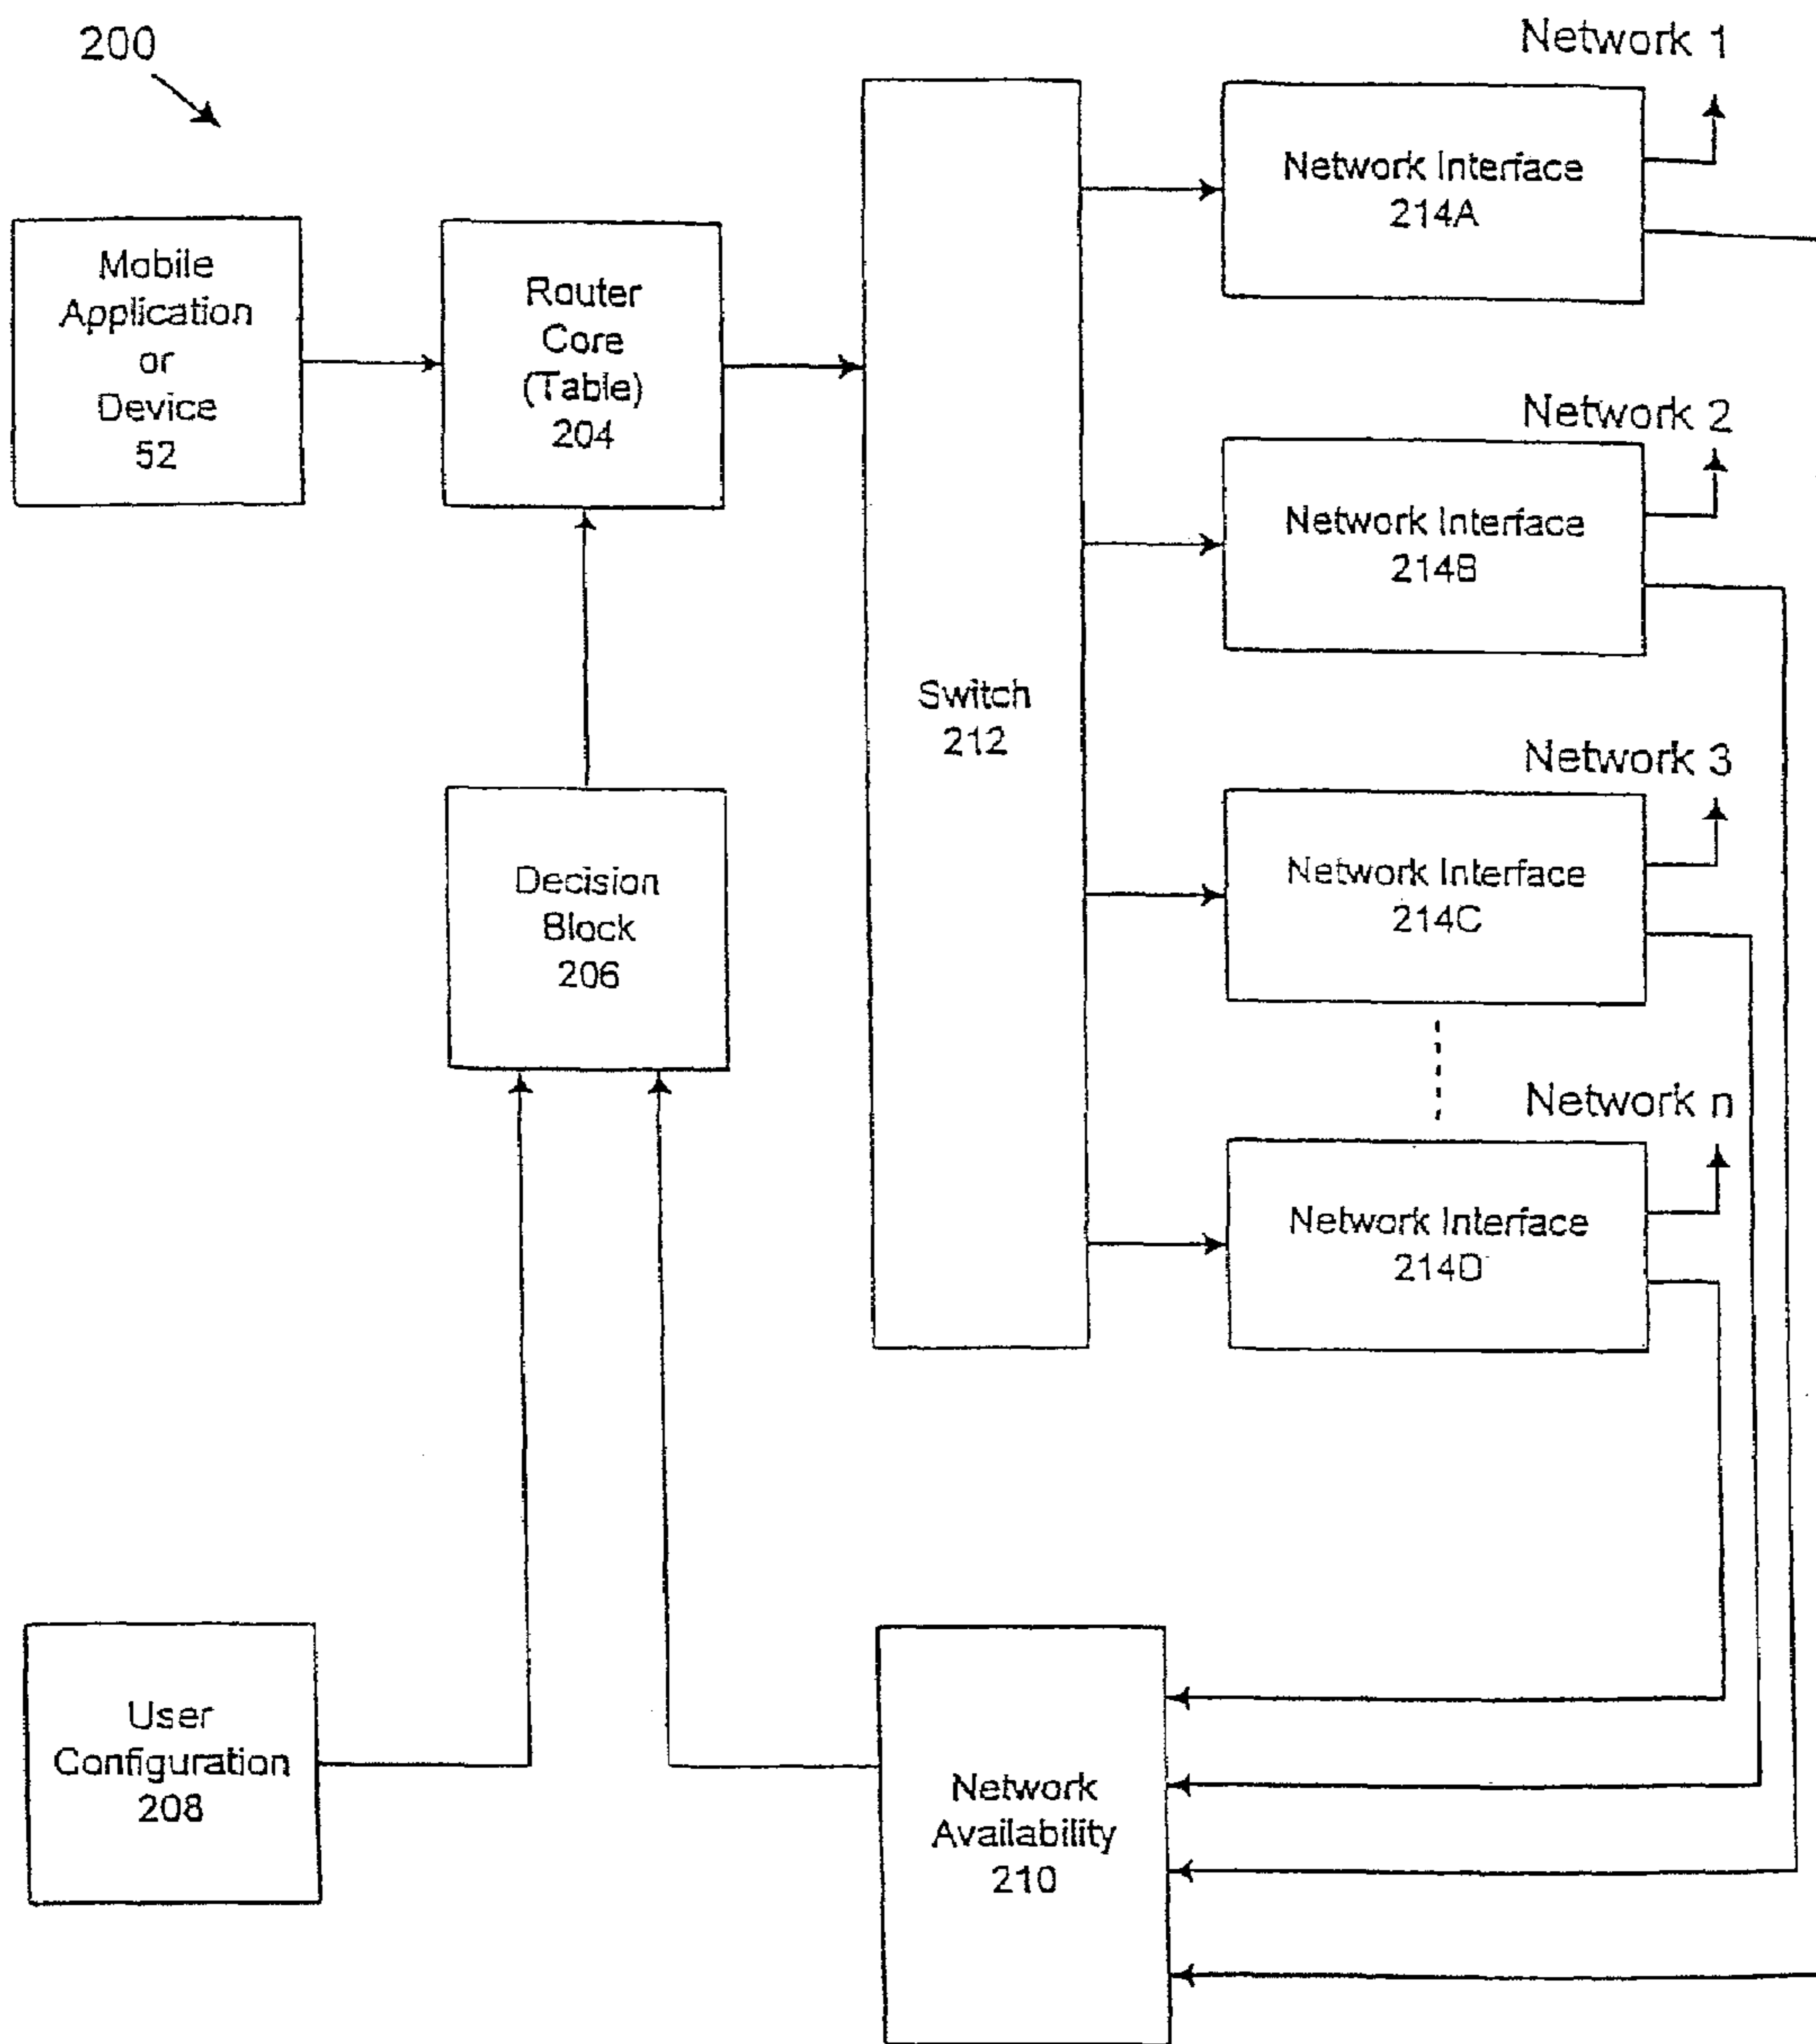 200
Network 1
Network Interface
214A
Mobile
Application
or
Device
52
Router
Core
(Table)
204
Network 2
Network Interface
214B
Switch
212
Network 3
Network Interface
214C
Decision
Block
206
Network n
Network Interface
214D
User
Configuration
208
Network
Availability
210